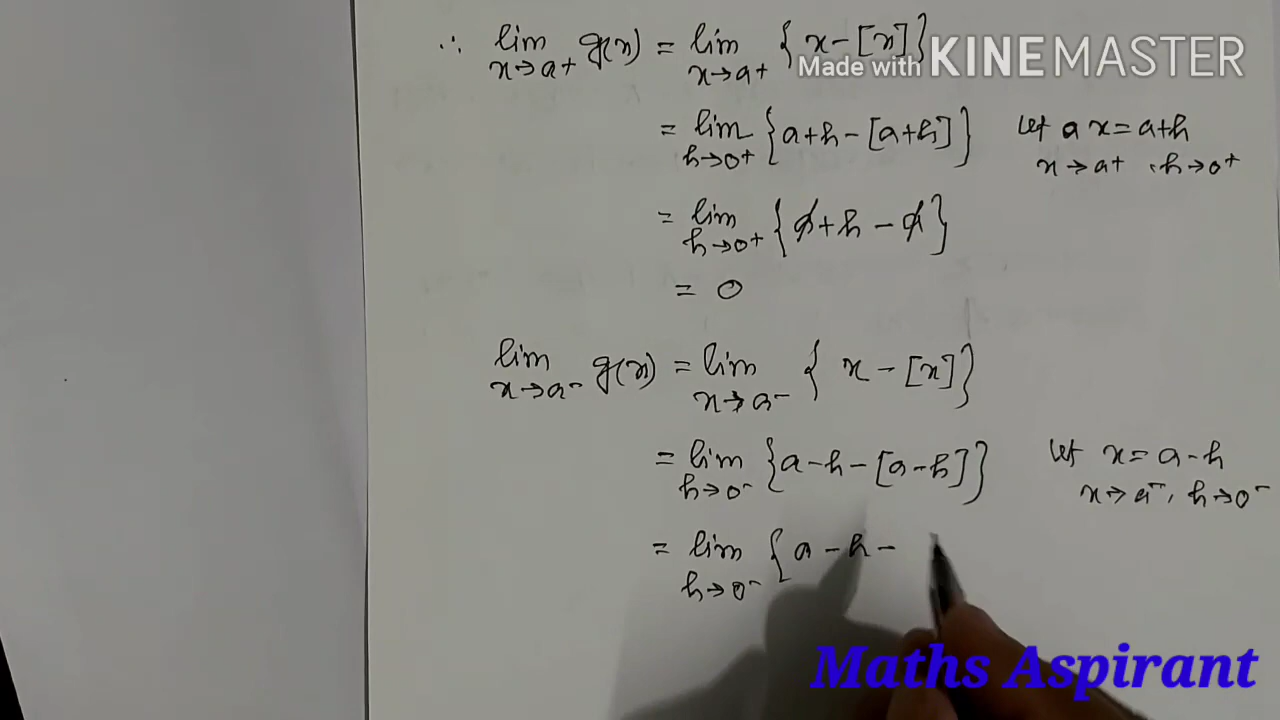 ∴ lim x→a+ g(x) = lim x→a+ { x - [x] }
Made with KINEMASTER
= lim h→0+ { a+h - [a+h] } Let a x = a+h
x→a+ , h→0+
= lim h→0+ { a+h - a }
= 0
lim x→a- g(x) = lim x→a- { x - [x] }
= lim h→0- { a-h - [a-h] } Let x = a-h
x→a-, h→0-
= lim h→0- { a-h -
Maths Aspirant